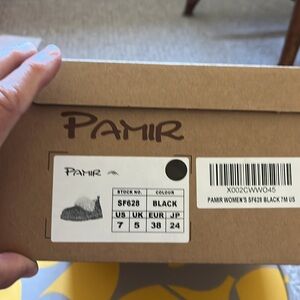 PAMIR
PAMIR
STOCK NO. COLOUR
SF628 BLACK
US UK EUR JP
7 5 38 24
X002CWWO45
PAMIR WOMEN'S SF628 BLACK 7M US